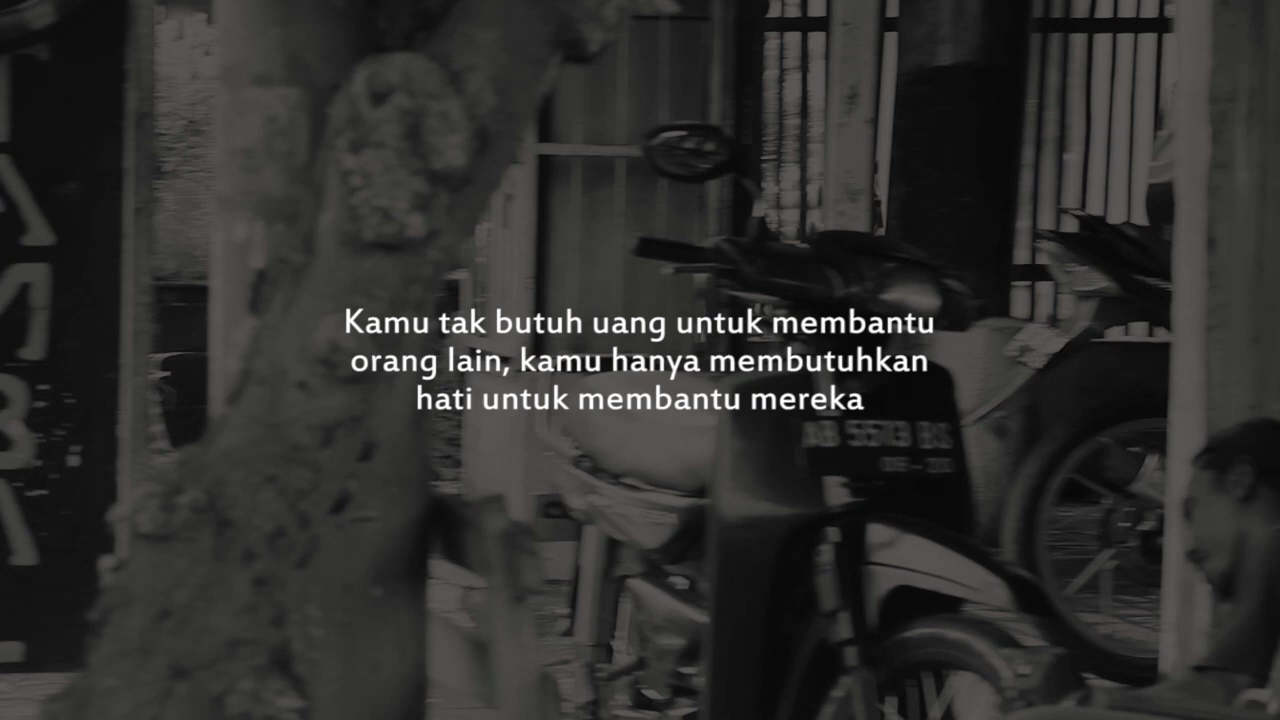 Kamu tak butuh uang untuk membantu
orang lain, kamu hanya membutuhkan
hati untuk membantu mereka